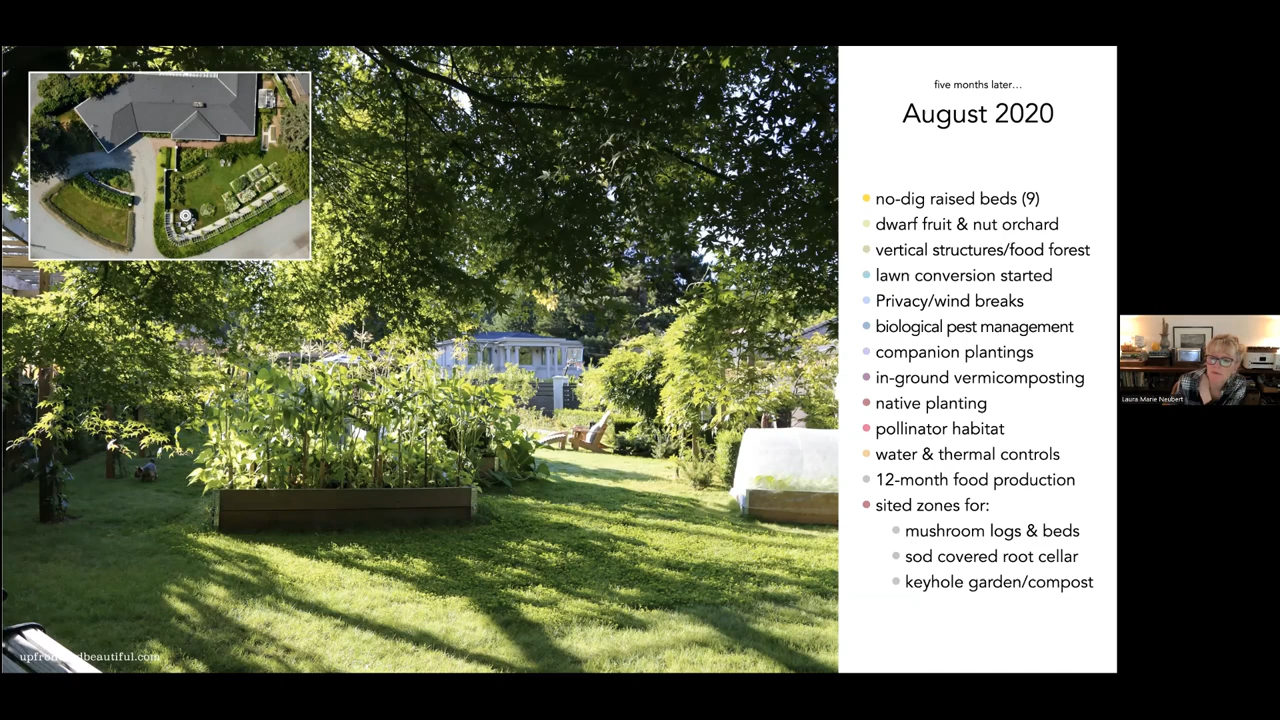 five months later...
August 2020
no-dig raised beds (9)
dwarf fruit & nut orchard
vertical structures/food forest
lawn conversion started
Privacy/wind breaks
biological pest management
companion plantings
in-ground vermicomposting
native planting
pollinator habitat
water & thermal controls
12-month food production
sited zones for:
mushroom logs & beds
sod covered root cellar
keyhole garden/compost
Laura Marie Neubert
upfrontandbeautiful.com